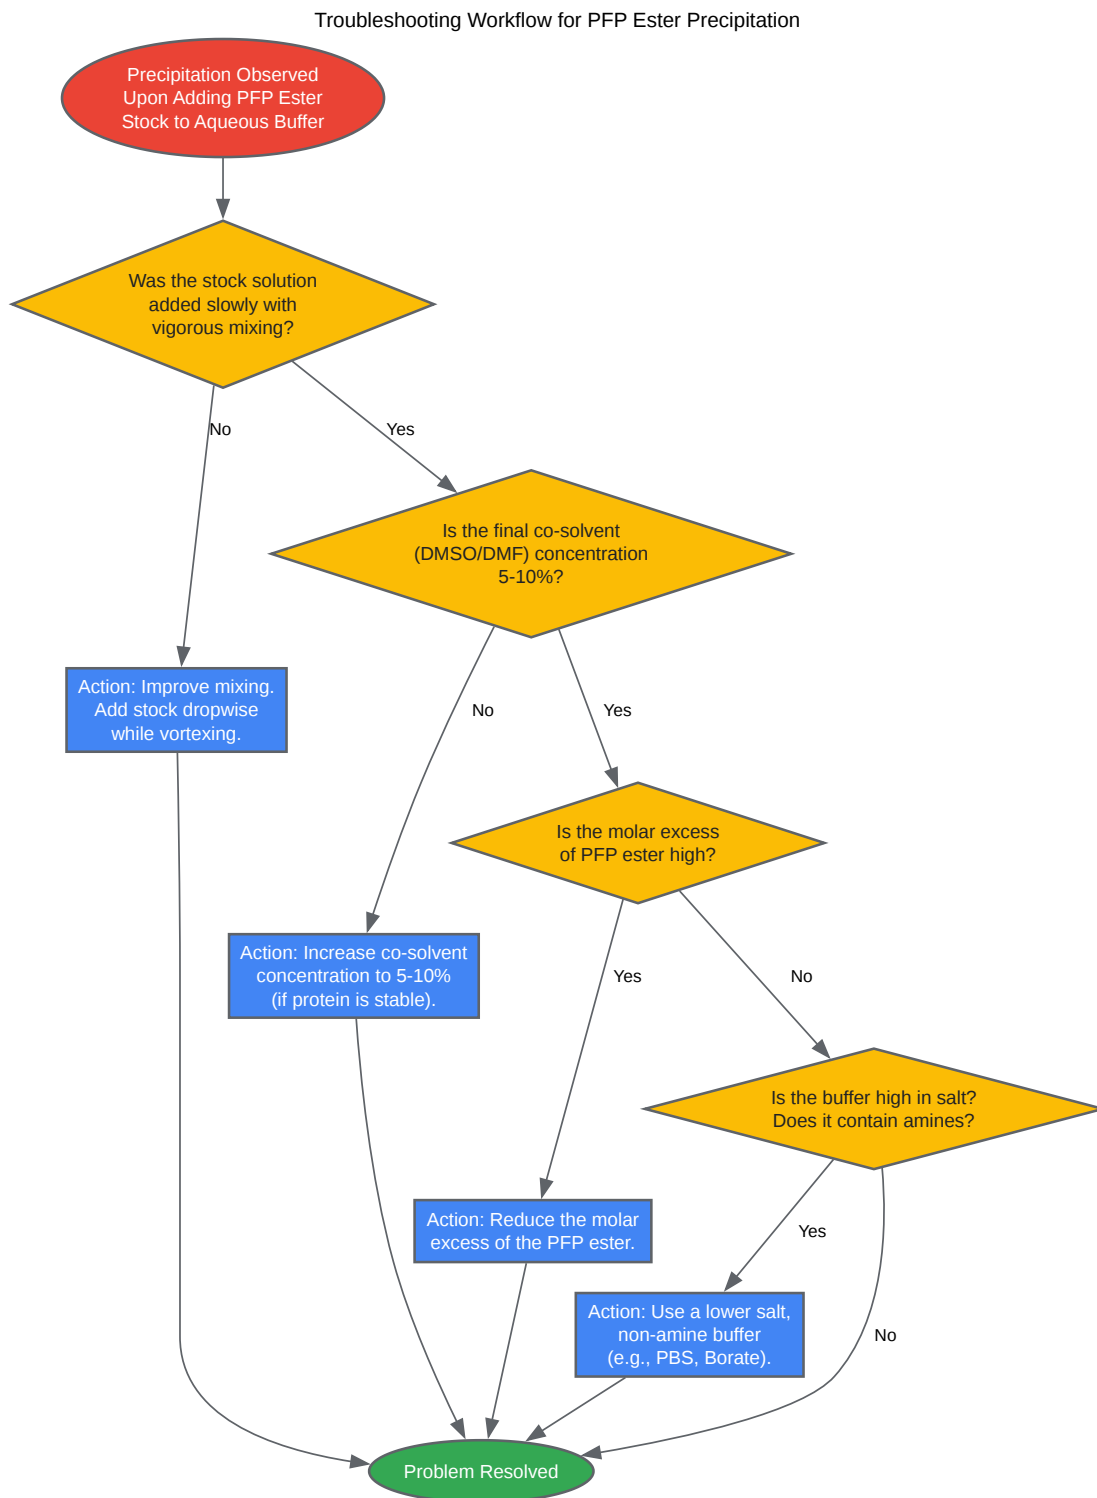 Troubleshooting Workflow for PFP Ester Precipitation
Precipitation Observed
Upon Adding PFP Ester
Stock to Aqueous Buffer
Was the stock solution
added slowly with
vigorous mixing?
No
Yes
Is the final co-solvent
(DMSO/DMF) concentration
5-10%?
Action: Improve mixing.
Add stock dropwise
while vortexing.
No
Yes
Is the molar excess
of PFP ester high?
Action: Increase co-solvent
concentration to 5-10%
(if protein is stable).
Yes
No
Is the buffer high in salt?
Does it contain amines?
Action: Reduce the molar
excess of the PFP ester.
Yes
Action: Use a lower salt,
non-amine buffer
(e.g., PBS, Borate).
No
Problem Resolved